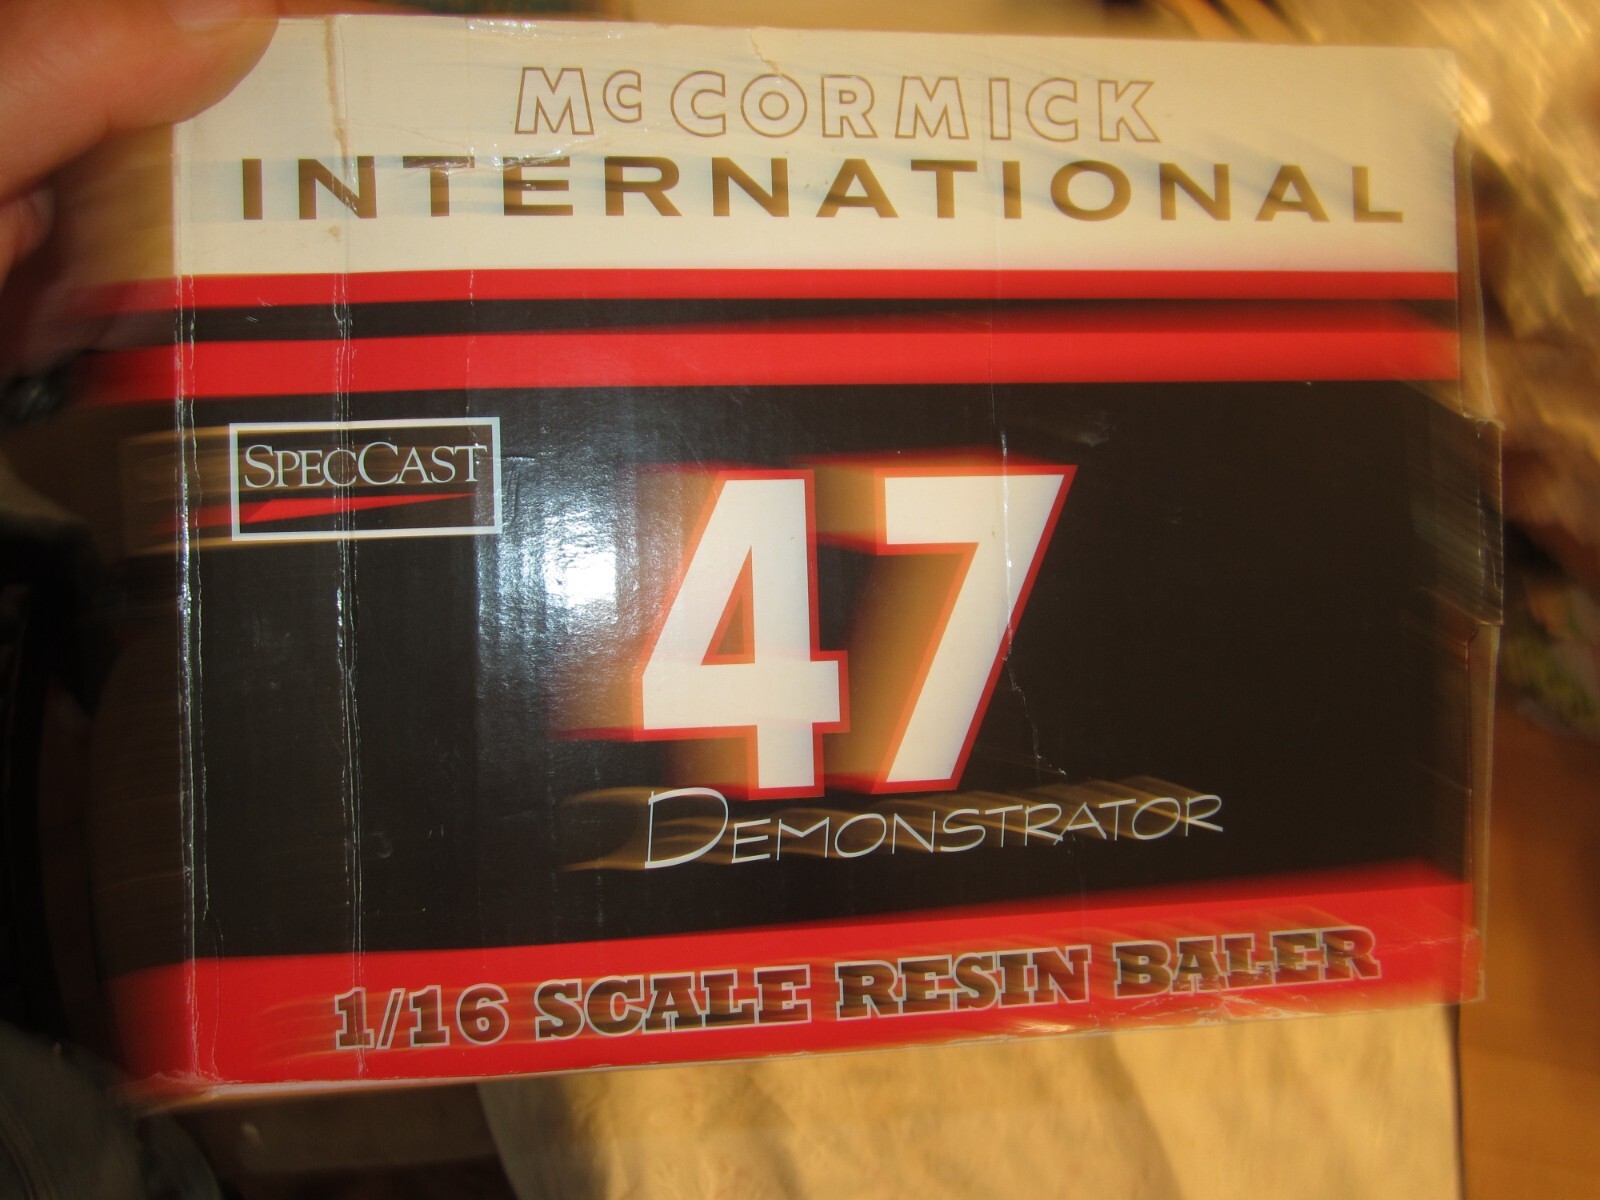 McCORMICK
INTERNATIONAL
SPECCAST
47
DEMONSTRATOR
1/16 SCALE RESIN BALER